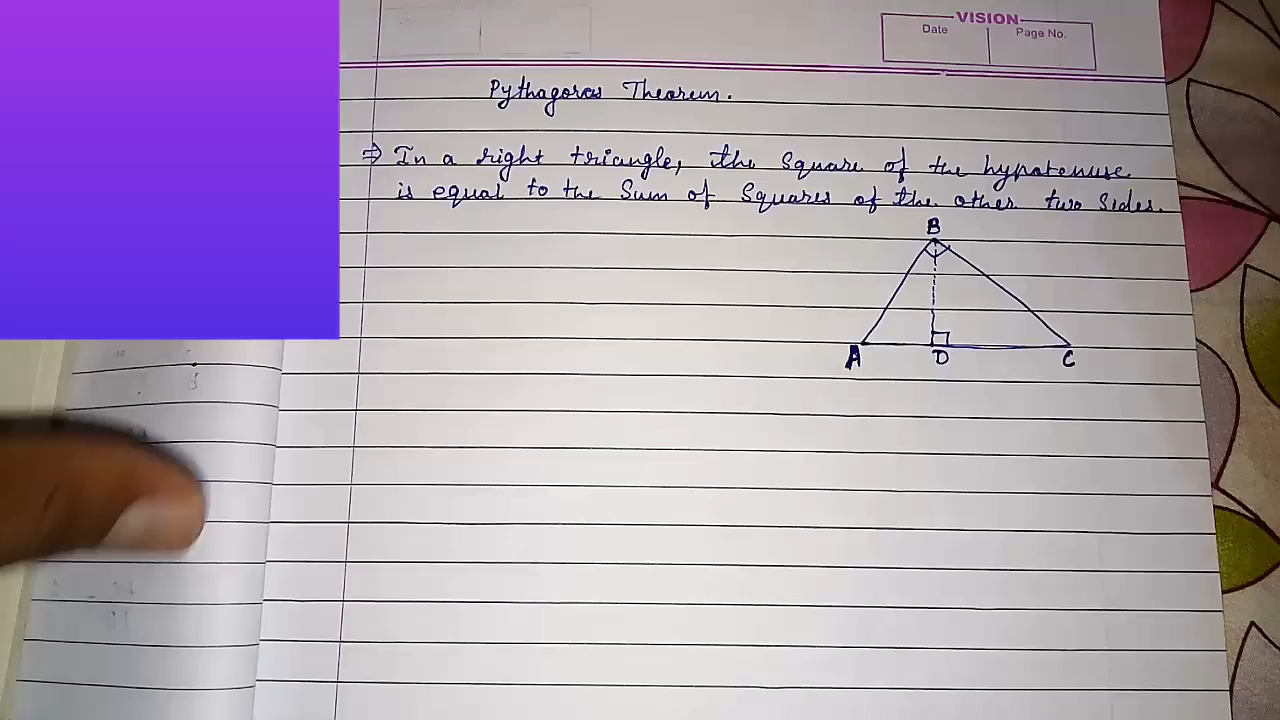 VISION
Date
Page No.
Pythagoras Theorem.
⇒ In a right triangle, the Square of the hypotenuse
is equal to the Sum of Squares of the other two Sides.
B
A
D
C